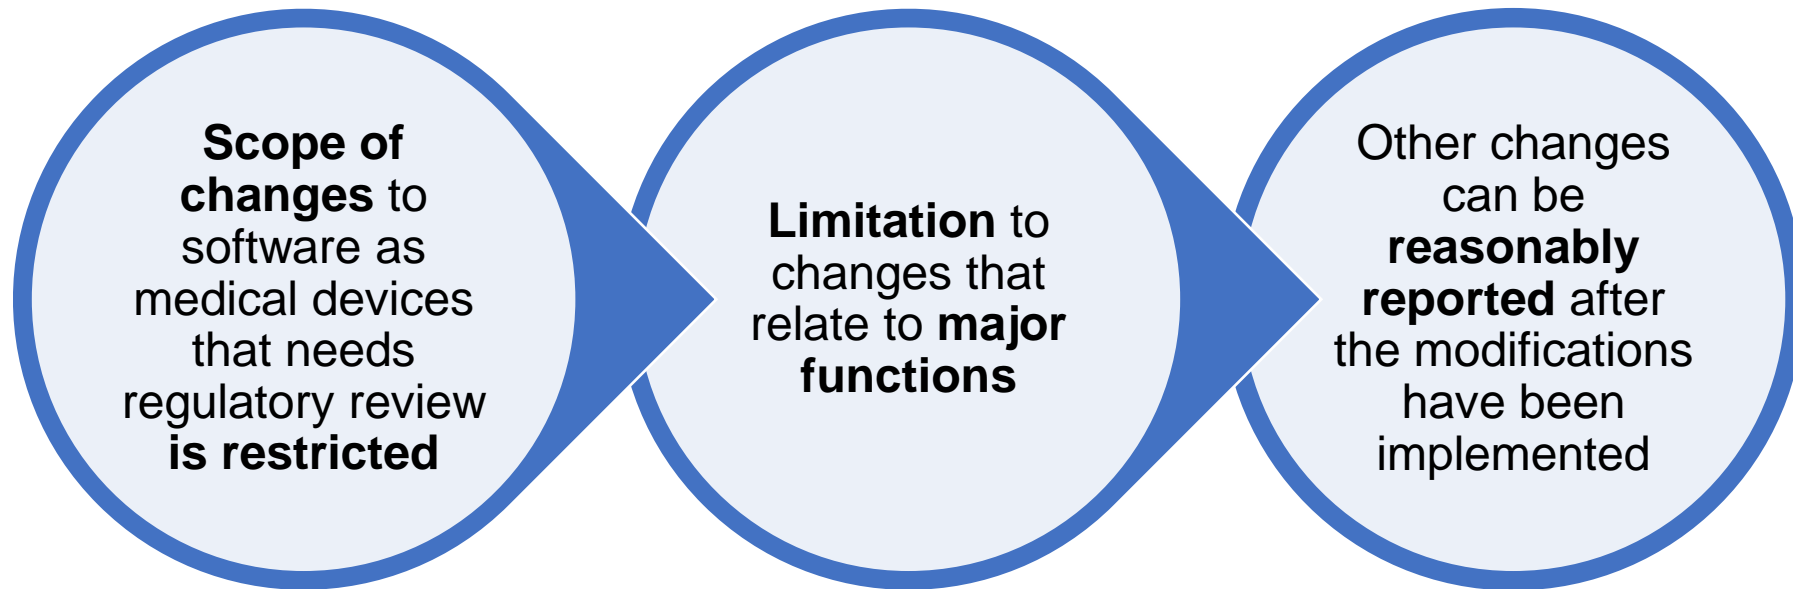 Scope of
changes to
software as
medical devices
that needs
regulatory review
is restricted
Limitation to
changes that
relate to major
functions
Other changes
can be
reasonably
reported after
the modifications
have been
implemented